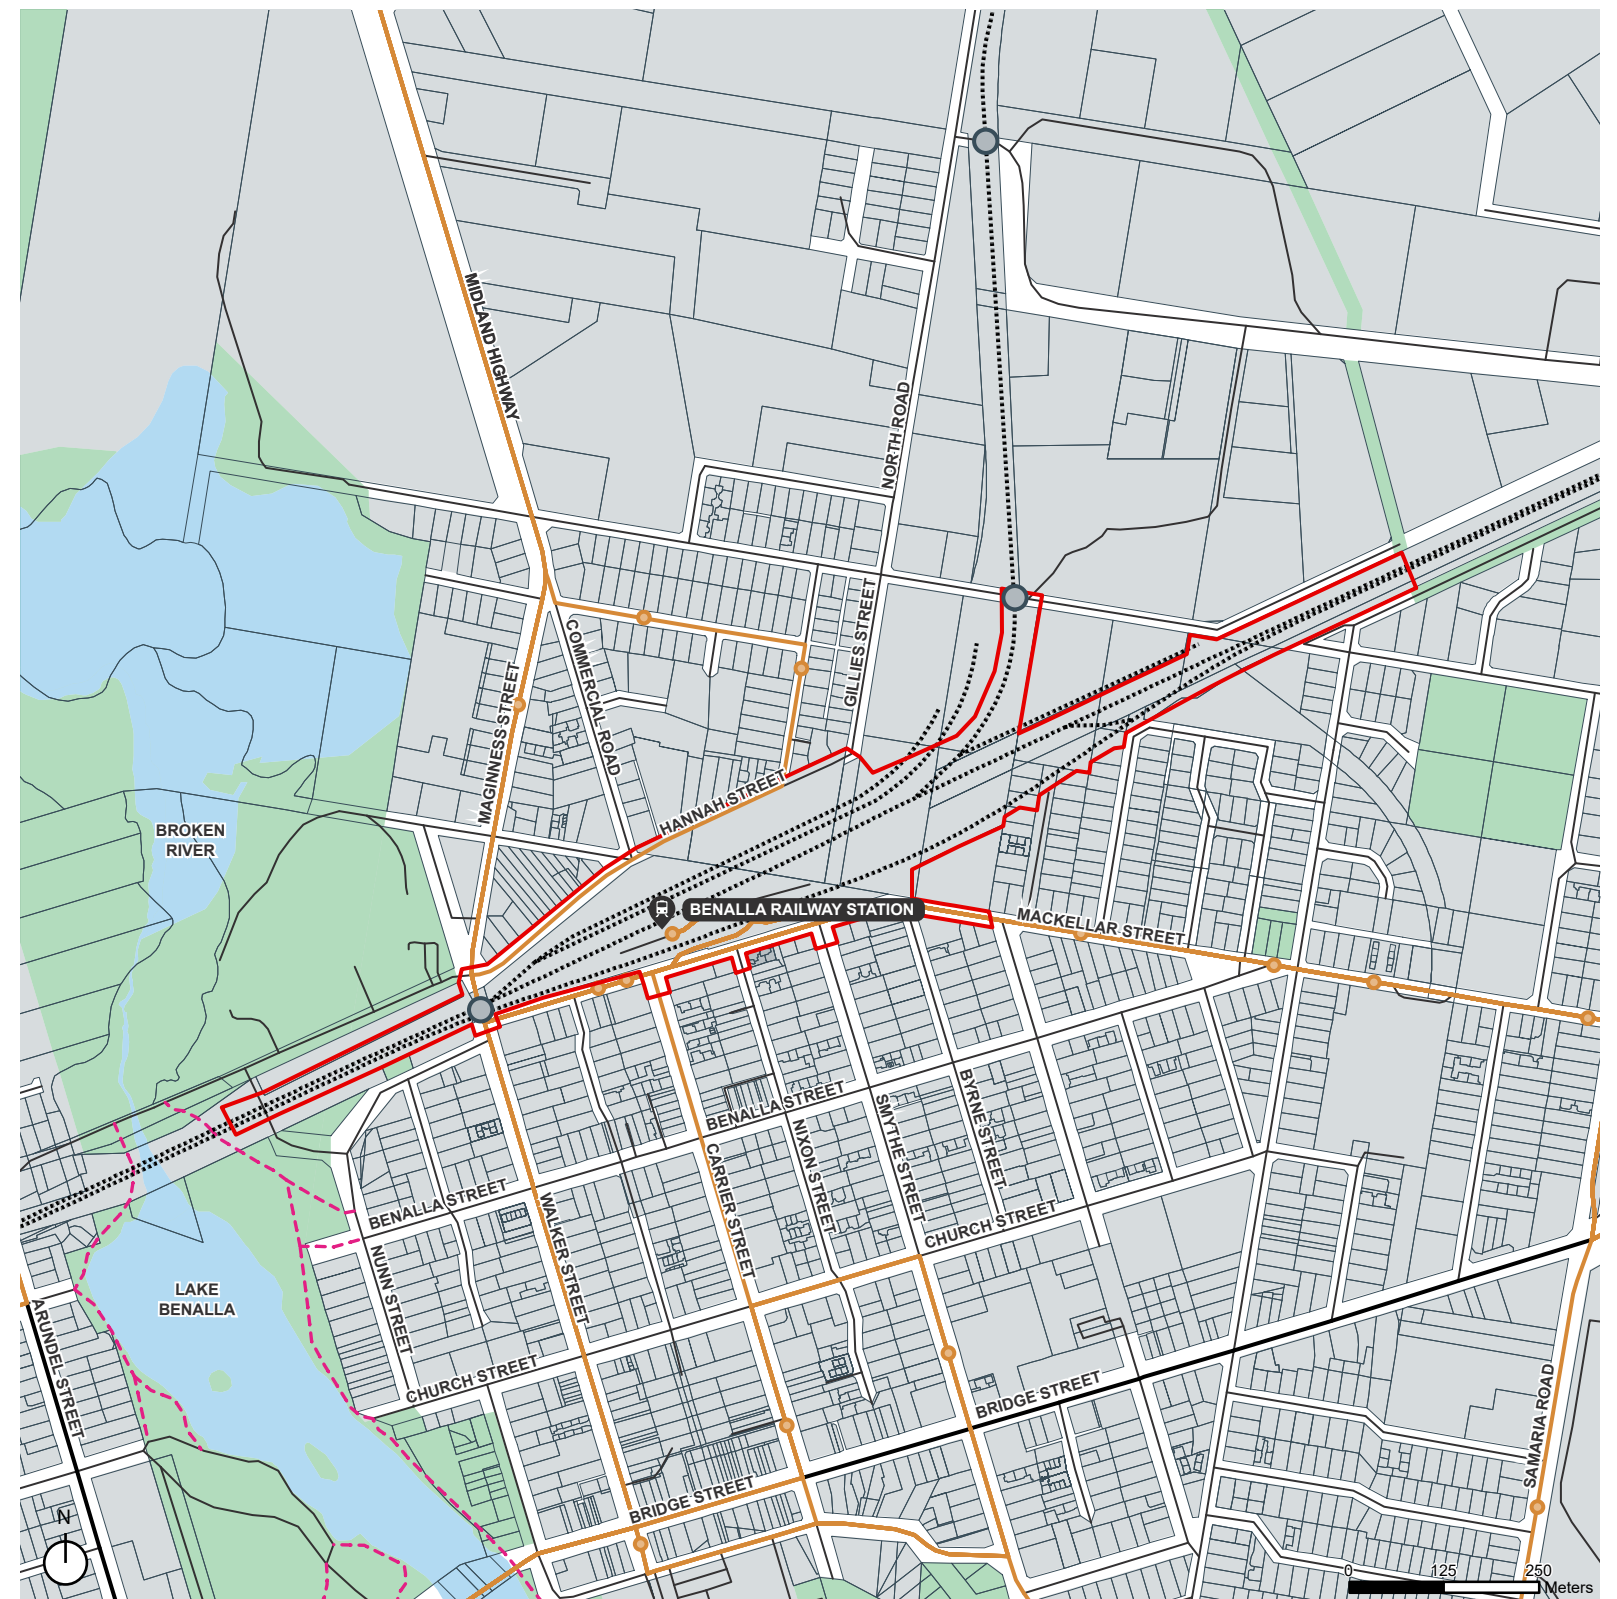 MIDLAND HIGHWAY
NORTH ROAD
GILLIES STREET
COMMERCIAL ROAD
MAGINNESS STREET
HANNAH STREET
BROKEN
RIVER
BENALLA RAILWAY STATION
MACKELLAR STREET
BENALLA STREET
BYRNE STREET
SMYTHE STREET
NIXON STREET
CARRIER STREET
BENALLA STREET
WALKER STREET
NUNN STREET
CHURCH STREET
LAKE
BENALLA
ARUNDEL STREET
CHURCH STREET
BRIDGE STREET
SAMARIA ROAD
BRIDGE STREET
N
0 125 250
Meters